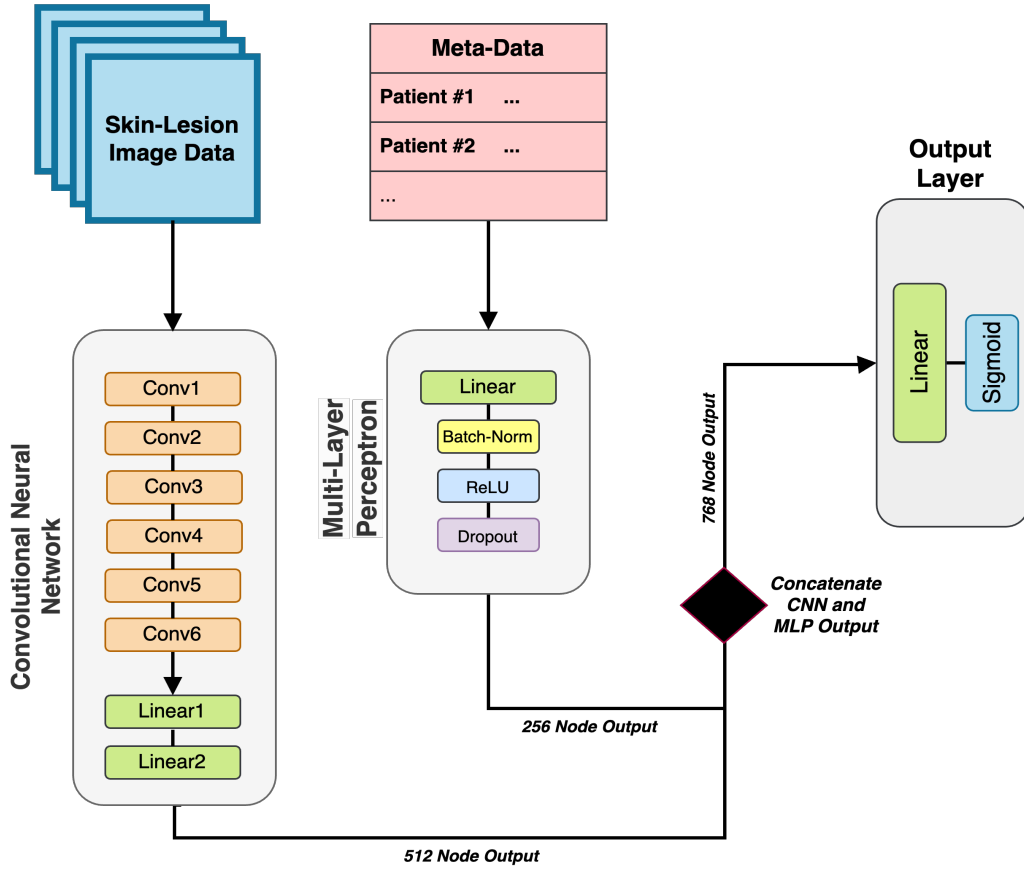 Skin-Lesion
Image Data
Meta-Data
Patient #1 ...
Patient #2 ...
...
Convolutional Neural
Network
Conv1
Conv2
Conv3
Conv4
Conv5
Conv6
Linear1
Linear2
Multi-Layer
Perceptron
Linear
Batch-Norm
ReLU
Dropout
256 Node Output
512 Node Output
768 Node Output
Concatenate
CNN and
MLP Output
Output
Layer
Linear
Sigmoid